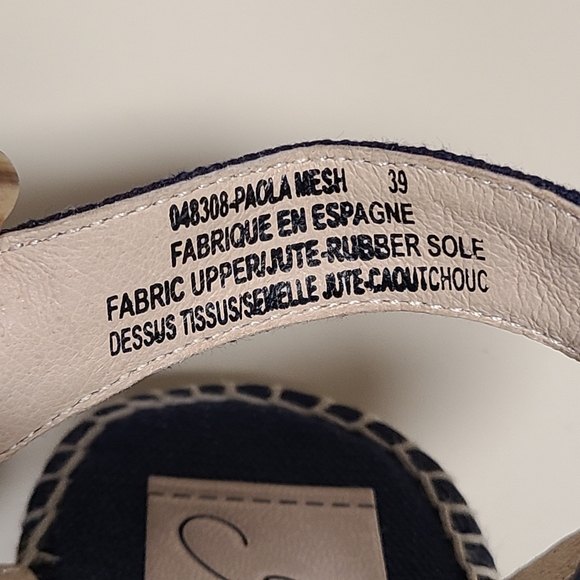 048308-PAOLA MESH 39
FABRIQUE EN ESPAGNE
FABRIC UPPER/JUTE-RUBBER SOLE
DESSUS TISSUS/SEMELLE JUTE-CAOUTCHOUC